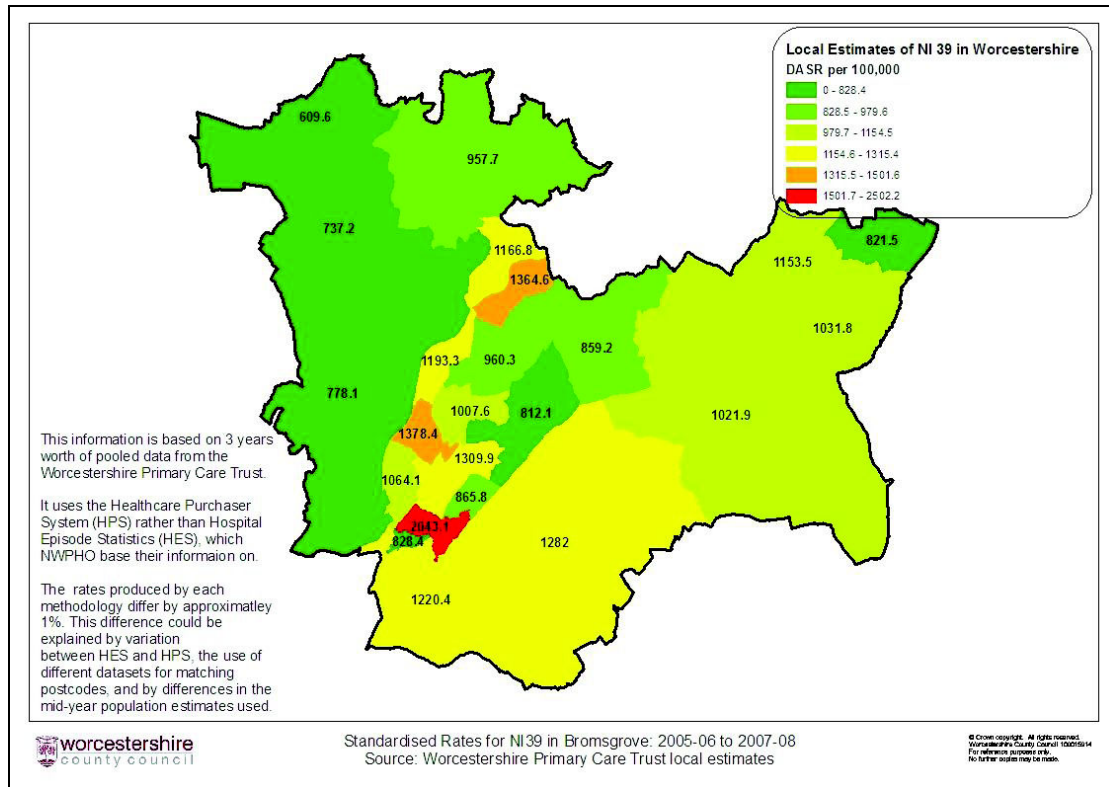 Local Estimates of NI 39 in Worcestershire
DASR per 100,000
0 - 828.4
828.5 - 979.6
979.7 - 1154.5
1154.6 - 1315.4
1315.5 - 1501.6
1501.7 - 2502.2
609.6
957.7
737.2
1166.8
1364.6
821.5
1153.5
1031.8
1193.3
960.3
859.2
778.1
1007.6
812.1
1021.9
1378.4
1309.9
1064.1
865.8
2043.1
828.4
1282
1220.4
This information is based on 3 years
worth of pooled data from the
Worcestershire Primary Care Trust.
It uses the Healthcare Purchaser
System (HPS) rather than Hospital
Episode Statistics (HES), which
NWPHO base their informaion on.
The rates produced by each
methodology differ by approximatley
1%. This difference could be
explained by variation
between HES and HPS, the use of
different datasets for matching
postcodes, and by differences in the
mid-year population estimates used.
worcestershire
county council
Standardised Rates for NI39 in Bromsgrove: 2005-06 to 2007-08
Source: Worcestershire Primary Care Trust local estimates
© Crown copyright. All rights reserved.
Worcestershire County Council 100015914
For reference purposes only.
No further copies may be made.